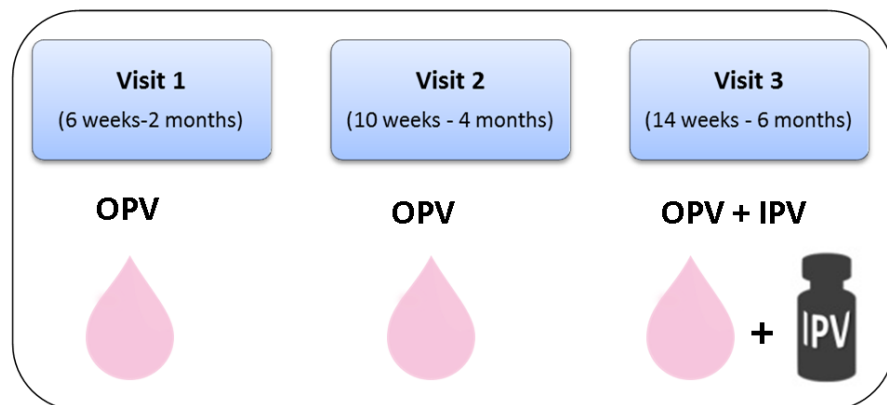 Visit 1
(6 weeks-2 months)
Visit 2
(10 weeks - 4 months)
Visit 3
(14 weeks - 6 months)
OPV
OPV
OPV + IPV
+
IPV